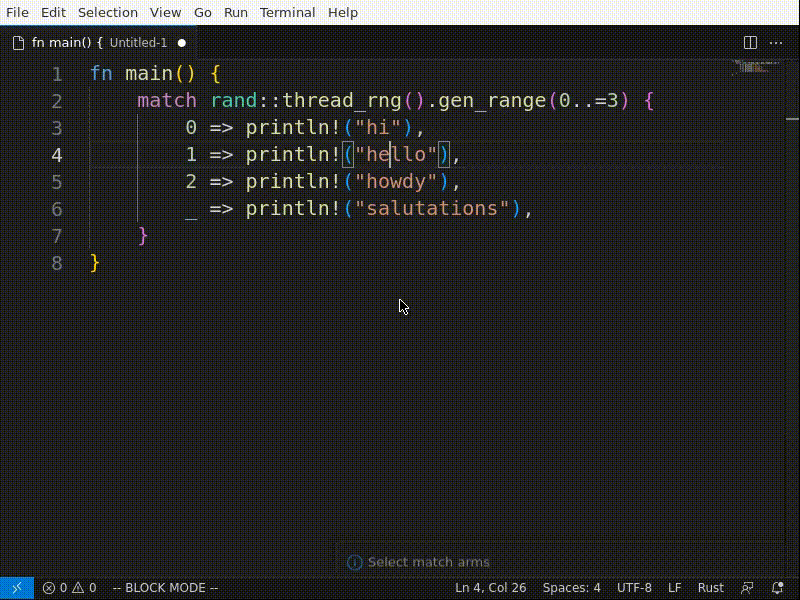 File Edit Selection View Go Run Terminal Help
fn main() { Untitled-1
1 fn main() {
2     match rand::thread_rng().gen_range(0..=3) {
3         0 => println!("hi"),
4         1 => println!("hello"),
5         2 => println!("howdy"),
6         _ => println!("salutations"),
7     }
8 }
Select match arms
0 0 -- BLOCK MODE -- Ln 4, Col 26 Spaces: 4 UTF-8 LF Rust